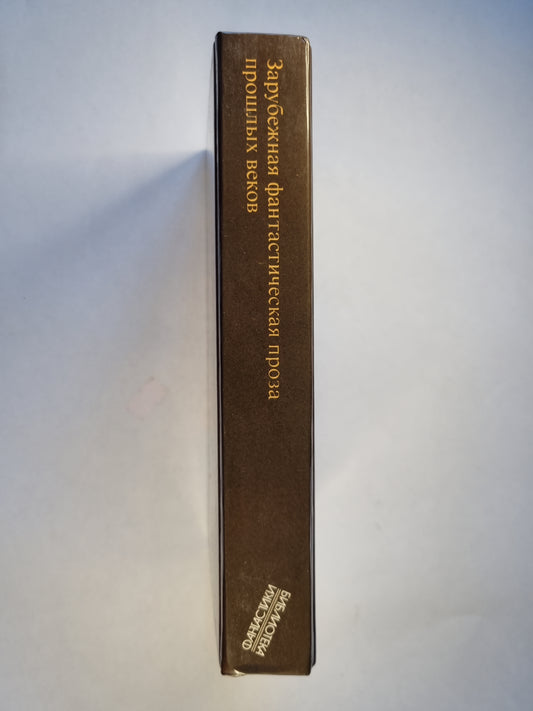 Зарубежная фантастическая проза
прошлых веков
БИБЛИОТЕКА
ФАНТАСТИКИ